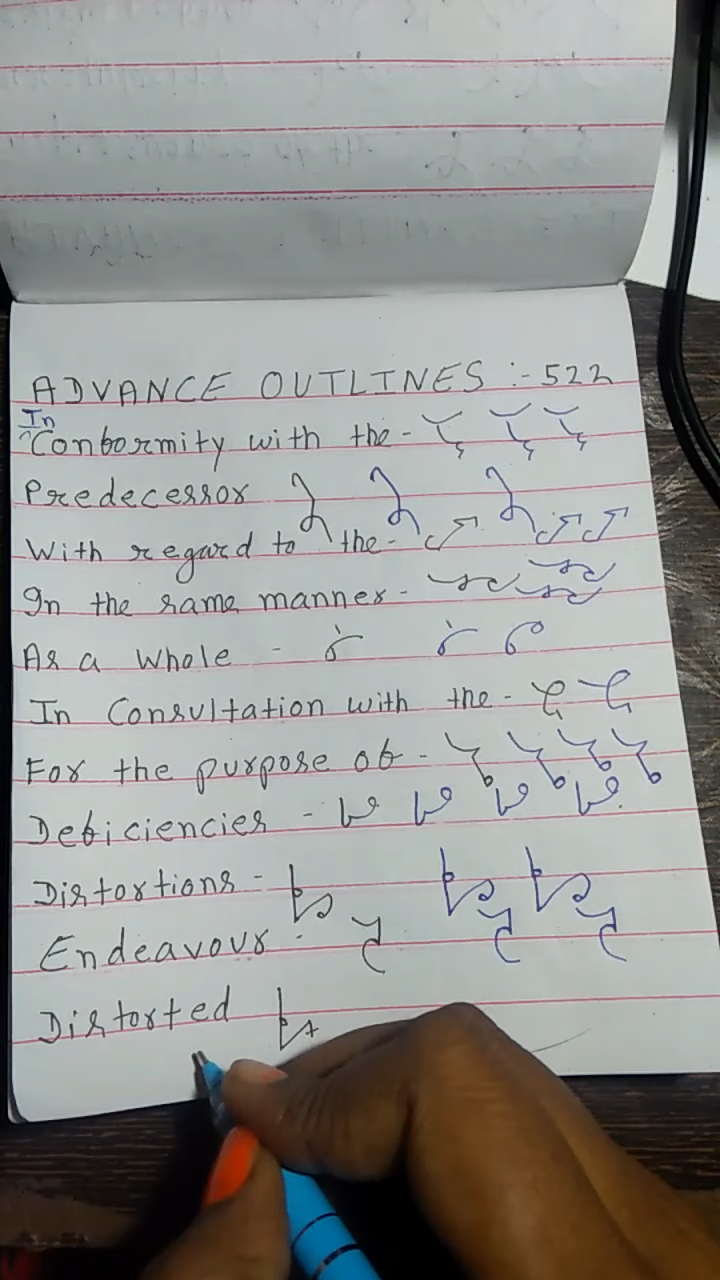 ADVANCE OUTLINES :- 522
In
^Conformity with the -
Predecessor
With regard to the -
In the same manner -
As a whole -
In Consultation with the -
For the purpose of -
Deficiencies -
Distortions -
Endeavour -
Distorted